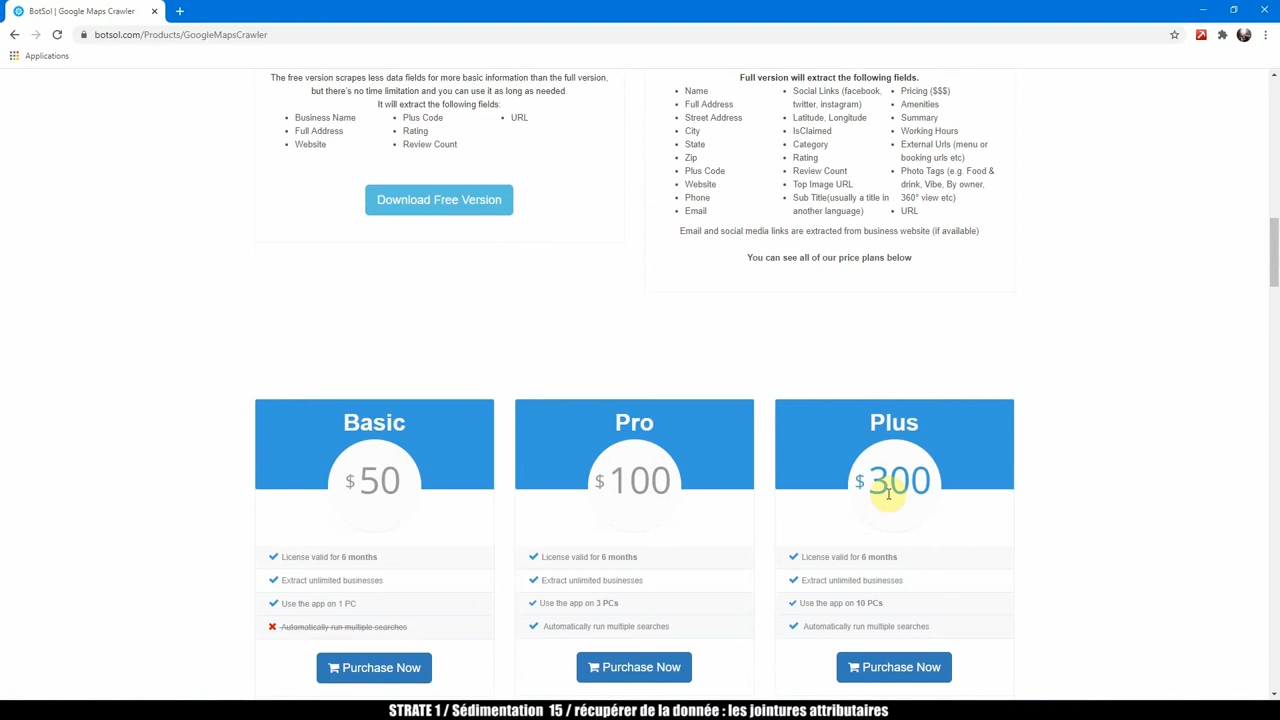 BotSol | Google Maps Crawler
botsol.com/Products/GoogleMapsCrawler
Applications
The free version scrapes less data fields for more basic information than the full version,
but there's no time limitation and you can use it as long as needed.
It will extract the following fields:
Business Name
Full Address
Website
Plus Code
Rating
Review Count
URL
Download Free Version
Full version will extract the following fields.
Name
Full Address
Street Address
City
State
Zip
Plus Code
Website
Phone
Email
Social Links (facebook,
twitter, instagram)
Latitude, Longitude
IsClaimed
Category
Rating
Review Count
Top Image URL
Sub Title(usually a title in
another language)
Pricing ($$$)
Amenities
Summary
Working Hours
External Urls (menu or
booking urls etc)
Photo Tags (e.g. Food &
drink, Vibe, By owner,
360° view etc)
URL
Email and social media links are extracted from business website (if available)
You can see all of our price plans below
Basic
$50
License valid for 6 months
Extract unlimited businesses
Use the app on 1 PC
Automatically run multiple searches
Purchase Now
Pro
$100
License valid for 6 months
Extract unlimited businesses
Use the app on 3 PCs
Automatically run multiple searches
Purchase Now
Plus
$300
License valid for 6 months
Extract unlimited businesses
Use the app on 10 PCs
Automatically run multiple searches
Purchase Now
STRATE 1 / Sédimentation 15 / récupérer de la donnée : les jointures attributaires